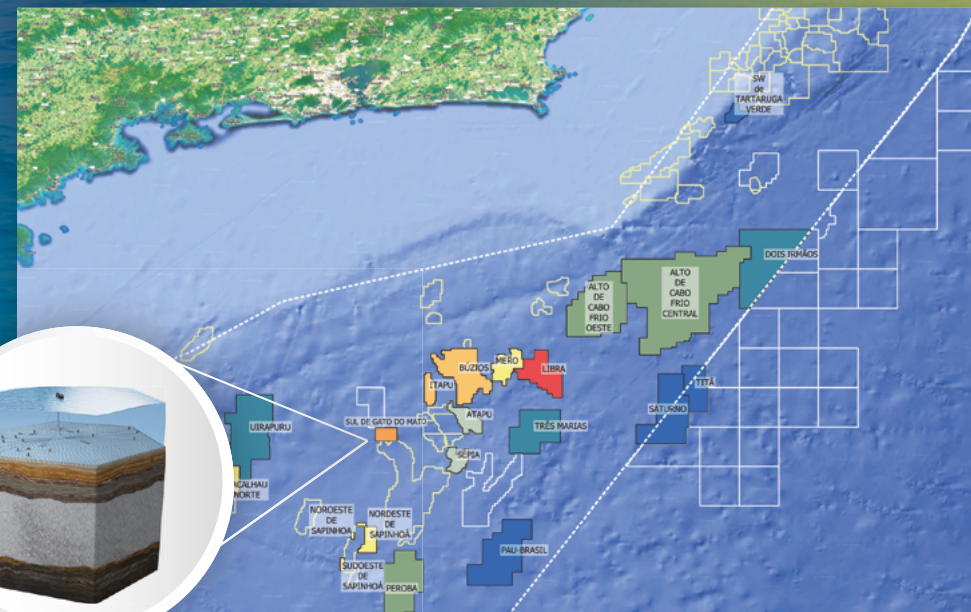 SW
de
TARTARUGA
VERDE
DOIS IRMÃOS
ALTO
DE
CABO
FRIO
CENTRAL
ALTO
DE
CABO
FRIO
OESTE
MERO
BÚZIOS
LIBRA
ITAPU
TITÃ
SATURNO
ATAPU
SUL DE GATO DO MATO
UIRAPURU
TRÊS MARIAS
SÉPIA
AÇALHAU
NORTE
NOROESTE
DE
SAPINHOÁ
NORDESTE
DE
SAPINHOÁ
PAU-BRASIL
SUDOESTE
DE
SAPINHOÁ
PEROBA